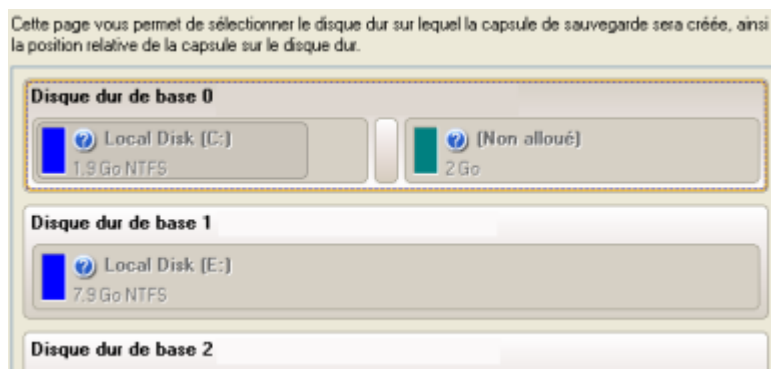 Cette page vous permet de sélectionner le disque dur sur lequel la capsule de sauvegarde sera créée, ainsi
la position relative de la capsule sur le disque dur.
Disque dur de base 0
Local Disk (C:)
1.9 Go NTFS
(Non alloué)
2 Go
Disque dur de base 1
Local Disk (E:)
7.9 Go NTFS
Disque dur de base 2